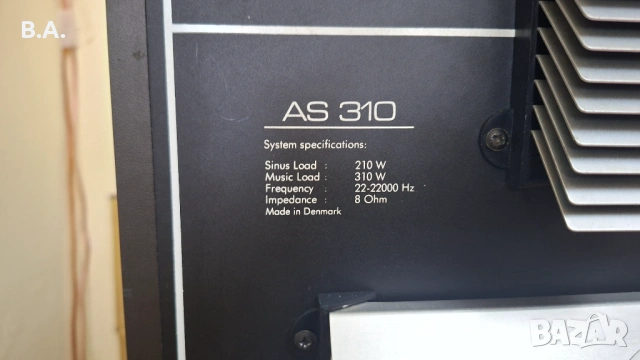 B.A.
AS 310
System specifications:
Sinus Load : 210 W
Music Load : 310 W
Frequency : 22-22000 Hz
Impedance : 8 Ohm
Made in Denmark
BAZAR